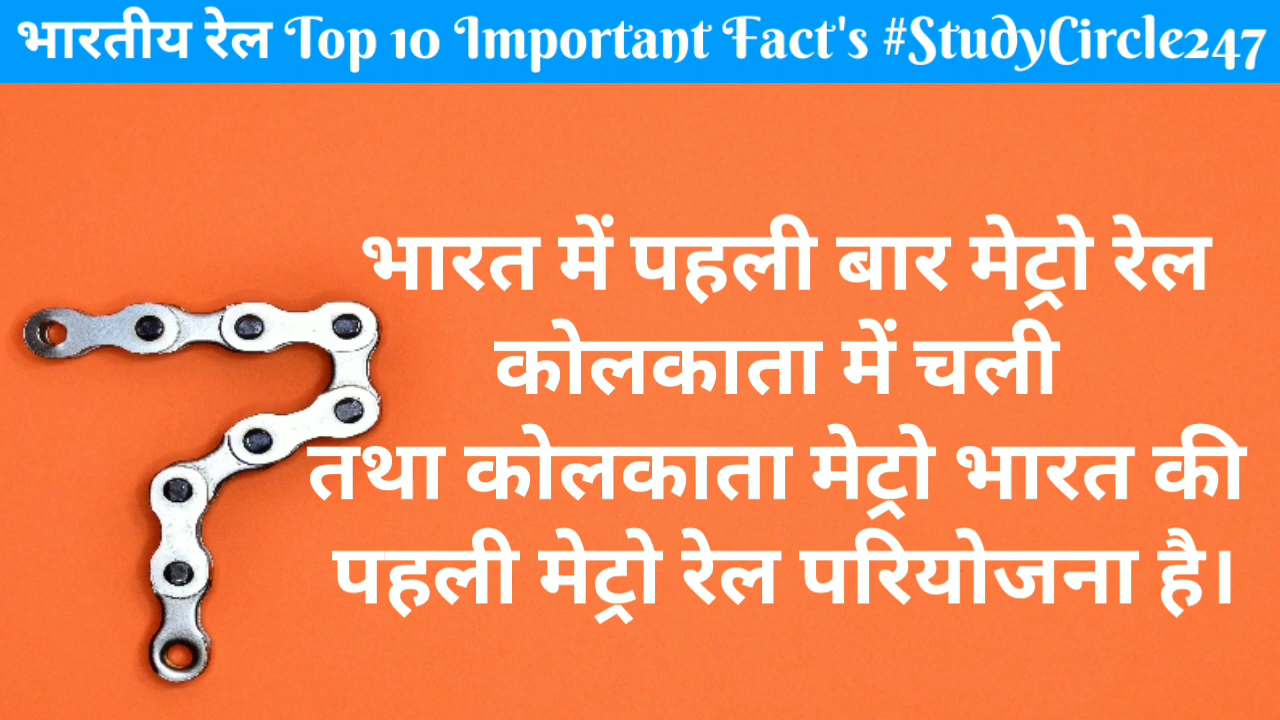 भारतीय रेल Top 10 Important Fact's #StudyCircle247
भारत में पहली बार मेट्रो रेल
कोलकाता में चली
तथा कोलकाता मेट्रो भारत की
पहली मेट्रो रेल परियोजना है।